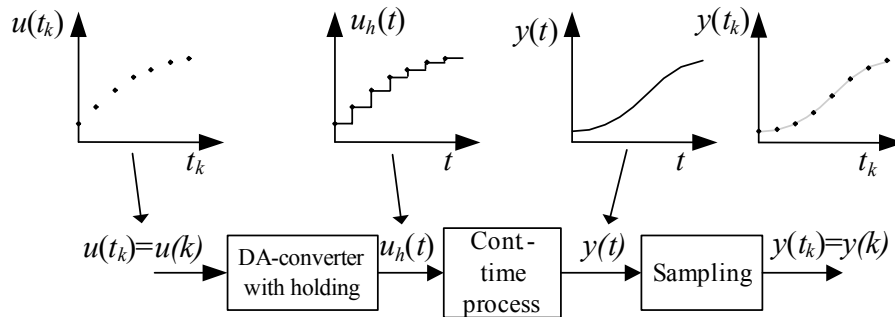 u(t_k)
t_k
u_h(t)
t
y(t)
t
y(t_k)
t_k
u(t_k)=u(k)
DA-converter
with holding
u_h(t)
Cont-
time
process
y(t)
Sampling
y(t_k)=y(k)